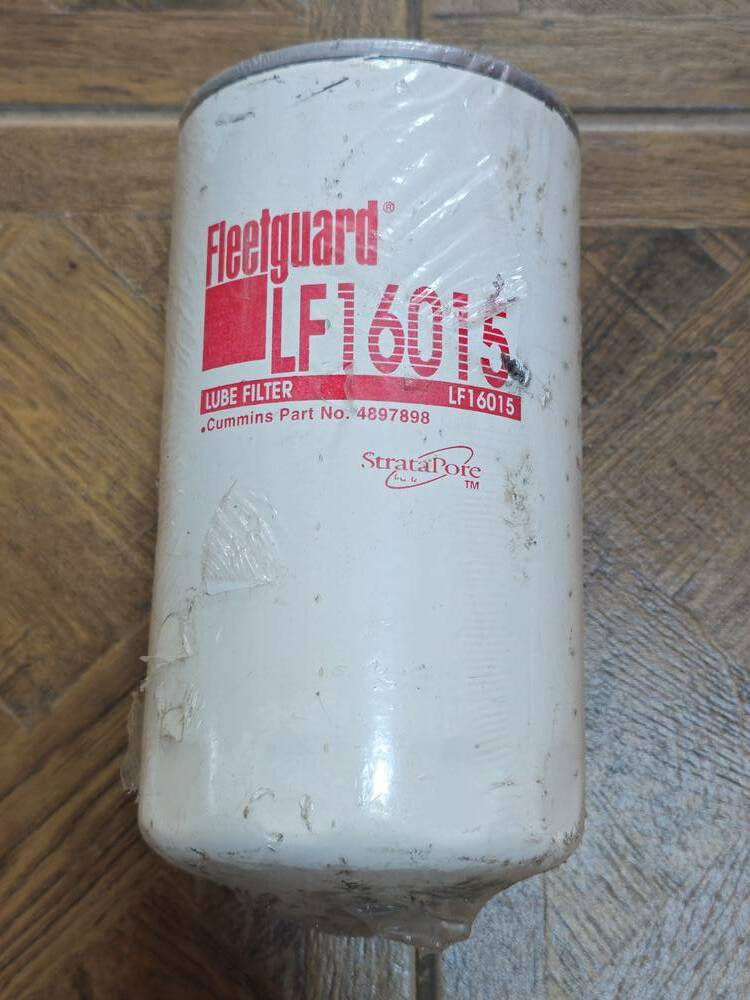 Fleetguard®
LF16015
LUBE FILTER LF16015
•Cummins Part No. 4897898
StrataPore
TM